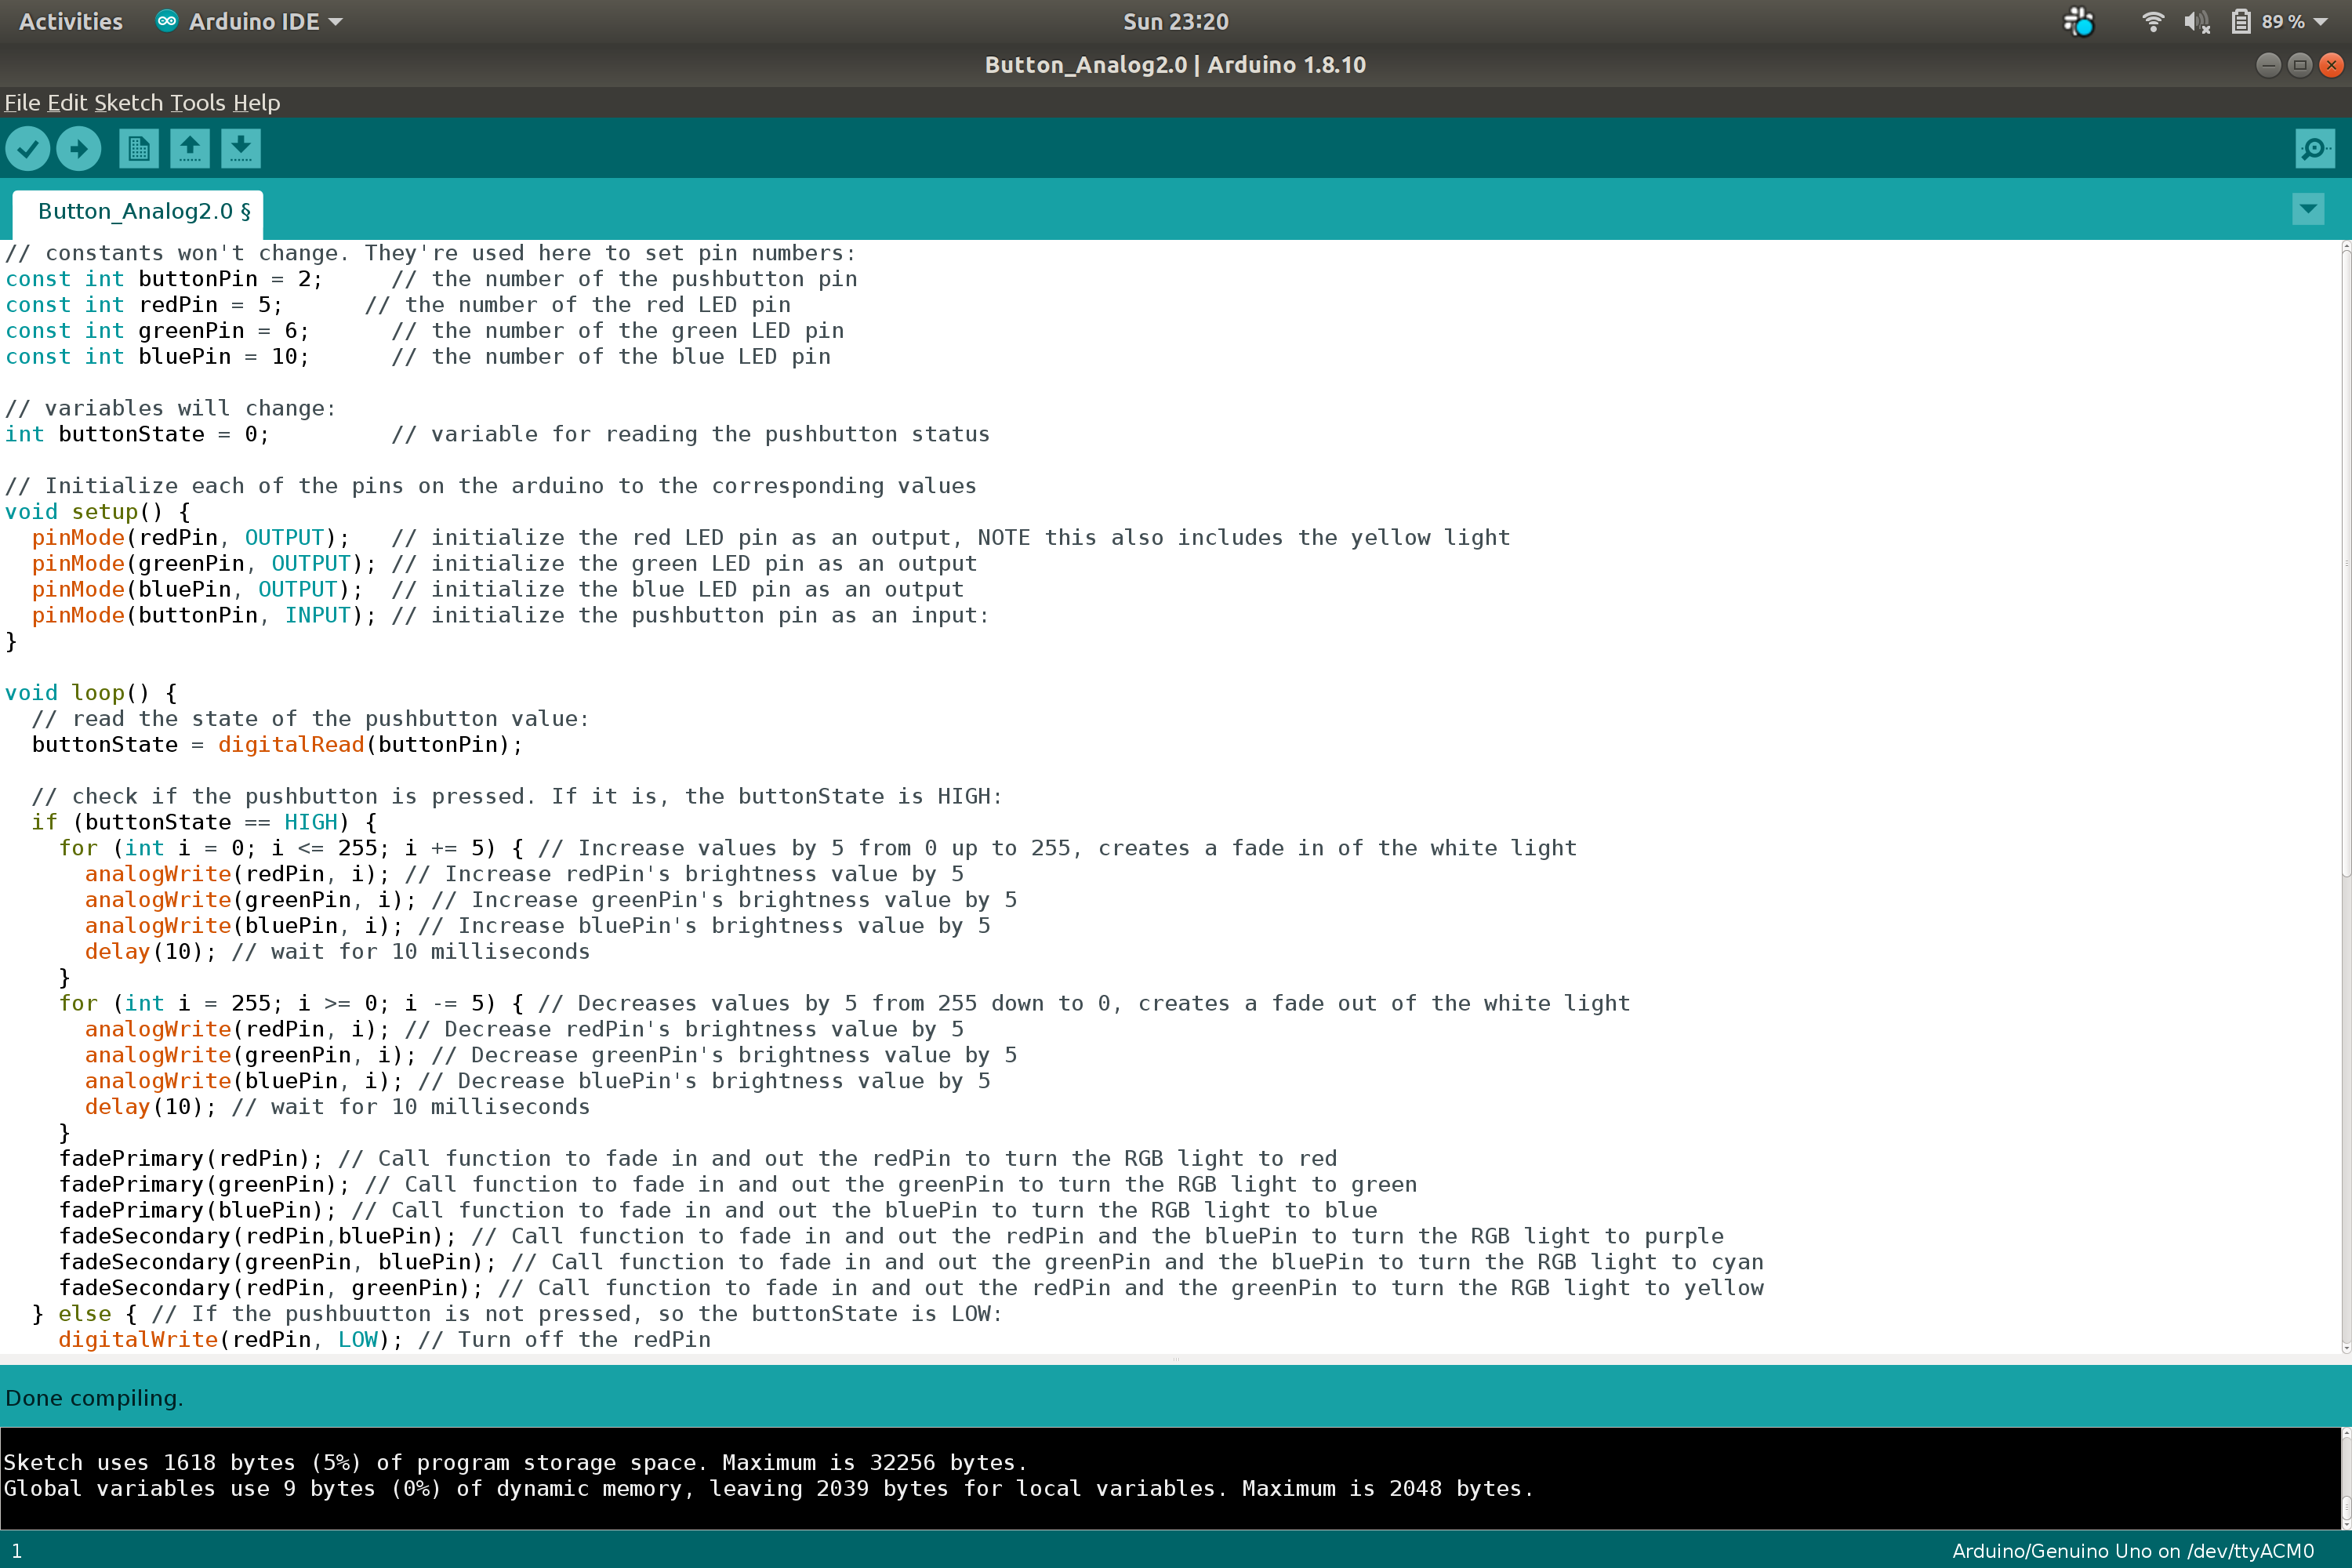 Activities Arduino IDE Sun 23:20 89 %
Button_Analog2.0 | Arduino 1.8.10
File Edit Sketch Tools Help
Button_Analog2.0 §
// constants won't change. They're used here to set pin numbers:
const int buttonPin = 2;     // the number of the pushbutton pin
const int redPin = 5;      // the number of the red LED pin
const int greenPin = 6;      // the number of the green LED pin
const int bluePin = 10;      // the number of the blue LED pin

// variables will change:
int buttonState = 0;         // variable for reading the pushbutton status

// Initialize each of the pins on the arduino to the corresponding values
void setup() {
  pinMode(redPin, OUTPUT);   // initialize the red LED pin as an output, NOTE this also includes the yellow light
  pinMode(greenPin, OUTPUT); // initialize the green LED pin as an output
  pinMode(bluePin, OUTPUT);  // initialize the blue LED pin as an output
  pinMode(buttonPin, INPUT); // initialize the pushbutton pin as an input:
}

void loop() {
  // read the state of the pushbutton value:
  buttonState = digitalRead(buttonPin);

  // check if the pushbutton is pressed. If it is, the buttonState is HIGH:
  if (buttonState == HIGH) {
    for (int i = 0; i <= 255; i += 5) { // Increase values by 5 from 0 up to 255, creates a fade in of the white light
      analogWrite(redPin, i); // Increase redPin's brightness value by 5
      analogWrite(greenPin, i); // Increase greenPin's brightness value by 5
      analogWrite(bluePin, i); // Increase bluePin's brightness value by 5
      delay(10); // wait for 10 milliseconds
    }
    for (int i = 255; i >= 0; i -= 5) { // Decreases values by 5 from 255 down to 0, creates a fade out of the white light
      analogWrite(redPin, i); // Decrease redPin's brightness value by 5
      analogWrite(greenPin, i); // Decrease greenPin's brightness value by 5
      analogWrite(bluePin, i); // Decrease bluePin's brightness value by 5
      delay(10); // wait for 10 milliseconds
    }
    fadePrimary(redPin); // Call function to fade in and out the redPin to turn the RGB light to red
    fadePrimary(greenPin); // Call function to fade in and out the greenPin to turn the RGB light to green
    fadePrimary(bluePin); // Call function to fade in and out the bluePin to turn the RGB light to blue
    fadeSecondary(redPin,bluePin); // Call function to fade in and out the redPin and the bluePin to turn the RGB light to purple
    fadeSecondary(greenPin, bluePin); // Call function to fade in and out the greenPin and the bluePin to turn the RGB light to cyan
    fadeSecondary(redPin, greenPin); // Call function to fade in and out the redPin and the greenPin to turn the RGB light to yellow
  } else { // If the pushbuutton is not pressed, so the buttonState is LOW:
    digitalWrite(redPin, LOW); // Turn off the redPin
Done compiling.
Sketch uses 1618 bytes (5%) of program storage space. Maximum is 32256 bytes.
Global variables use 9 bytes (0%) of dynamic memory, leaving 2039 bytes for local variables. Maximum is 2048 bytes.
1 Arduino/Genuino Uno on /dev/ttyACM0